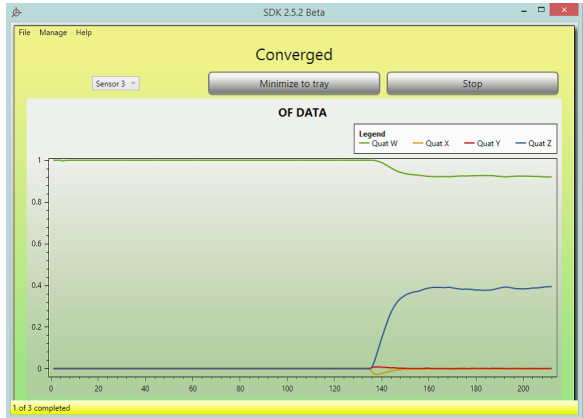 SDK 2.5.2 Beta
File Manage Help
Converged
Sensor 3
Minimize to tray
Stop
OF DATA
Legend
Quat W Quat X Quat Y Quat Z
1
0.8
0.6
0.4
0.2
0
0 20 40 60 80 100 120 140 160 180 200
1 of 3 completed